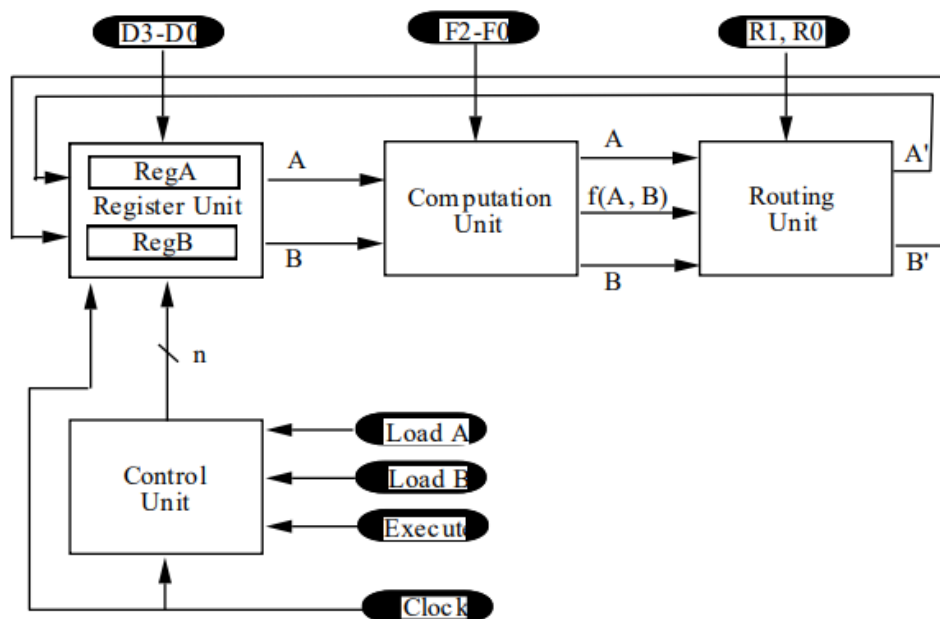 D3-D0
F2-F0
R1, R0
RegA
Register Unit
RegB
A
B
Computation
Unit
A
f(A, B)
B
Routing
Unit
A'
B'
n
Control
Unit
Load A
Load B
Execute
Clock